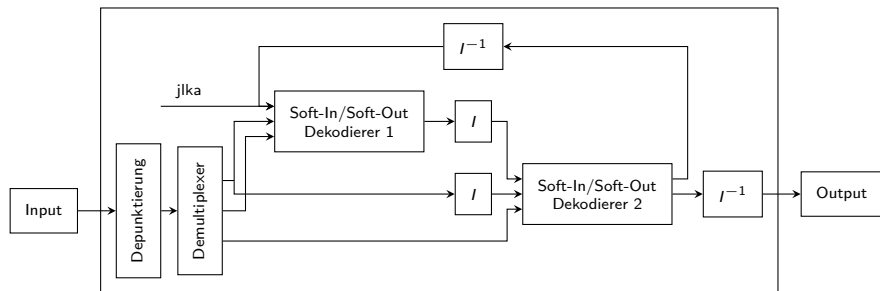 I⁻¹
jlka
Soft-In/Soft-Out
Dekodierer 1
I
Input
Depunktierung
Demultiplexer
I
Soft-In/Soft-Out
Dekodierer 2
I⁻¹
Output